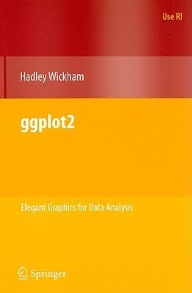 Use R!
Hadley Wickham
ggplot2
Elegant Graphics for Data Analysis
Springer